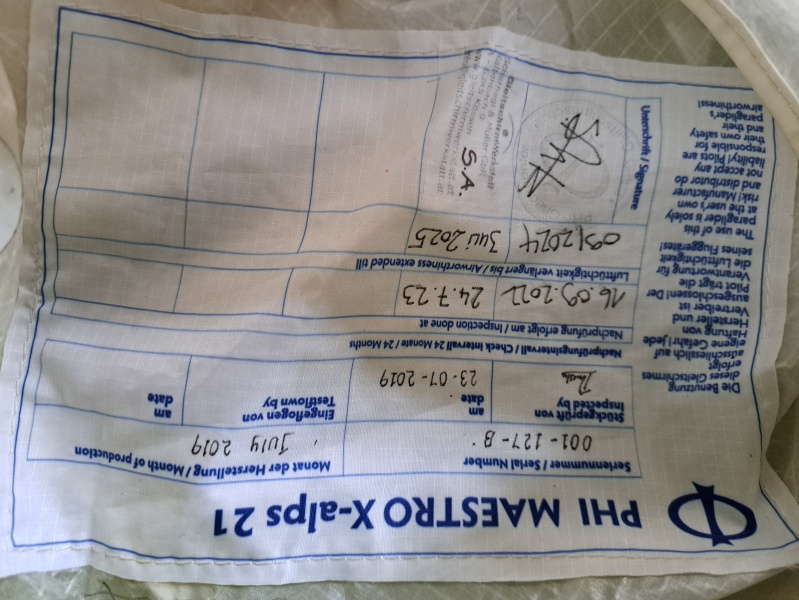 PHI MAESTRO X-alps 21
Seriennummer / Serial Number
001-127-B
Monat der Herstellung / Month of production
July 2019
Stückgeprüft von
Inspected by
am
date
23-07-2019
Eingeflogen von
Testflown by
am
date
Nachprüfungsintervall / Check Intervall 24 Monate / 24 Months
Nachprüfung erfolgt am / Inspection done at
16.09.2022
24.7.23
Lufttüchtigkeit verlängert bis / Airworthiness extended till
09/2024
Juli 2025
Unterschrift / Signature
GleitschirmWerkstatt
S.A.
Die Benutzung
dieses Gleitschirmes
erfolgt
ausschliesslich auf
eigene Gefahr! Jede
Haftung von
Hersteller und
Vertreiber ist
ausgeschlossen! Der
Pilot trägt die
Verantwortung für
die Lufttüchtigkeit
seines Fluggerätes!
The use of this
paraglider is solely
at the user's own
risk! Manufacturer
and distributor do
not accept any
liability! Pilots are
responsible for
their own safety
and their
paraglider's
airworthiness!